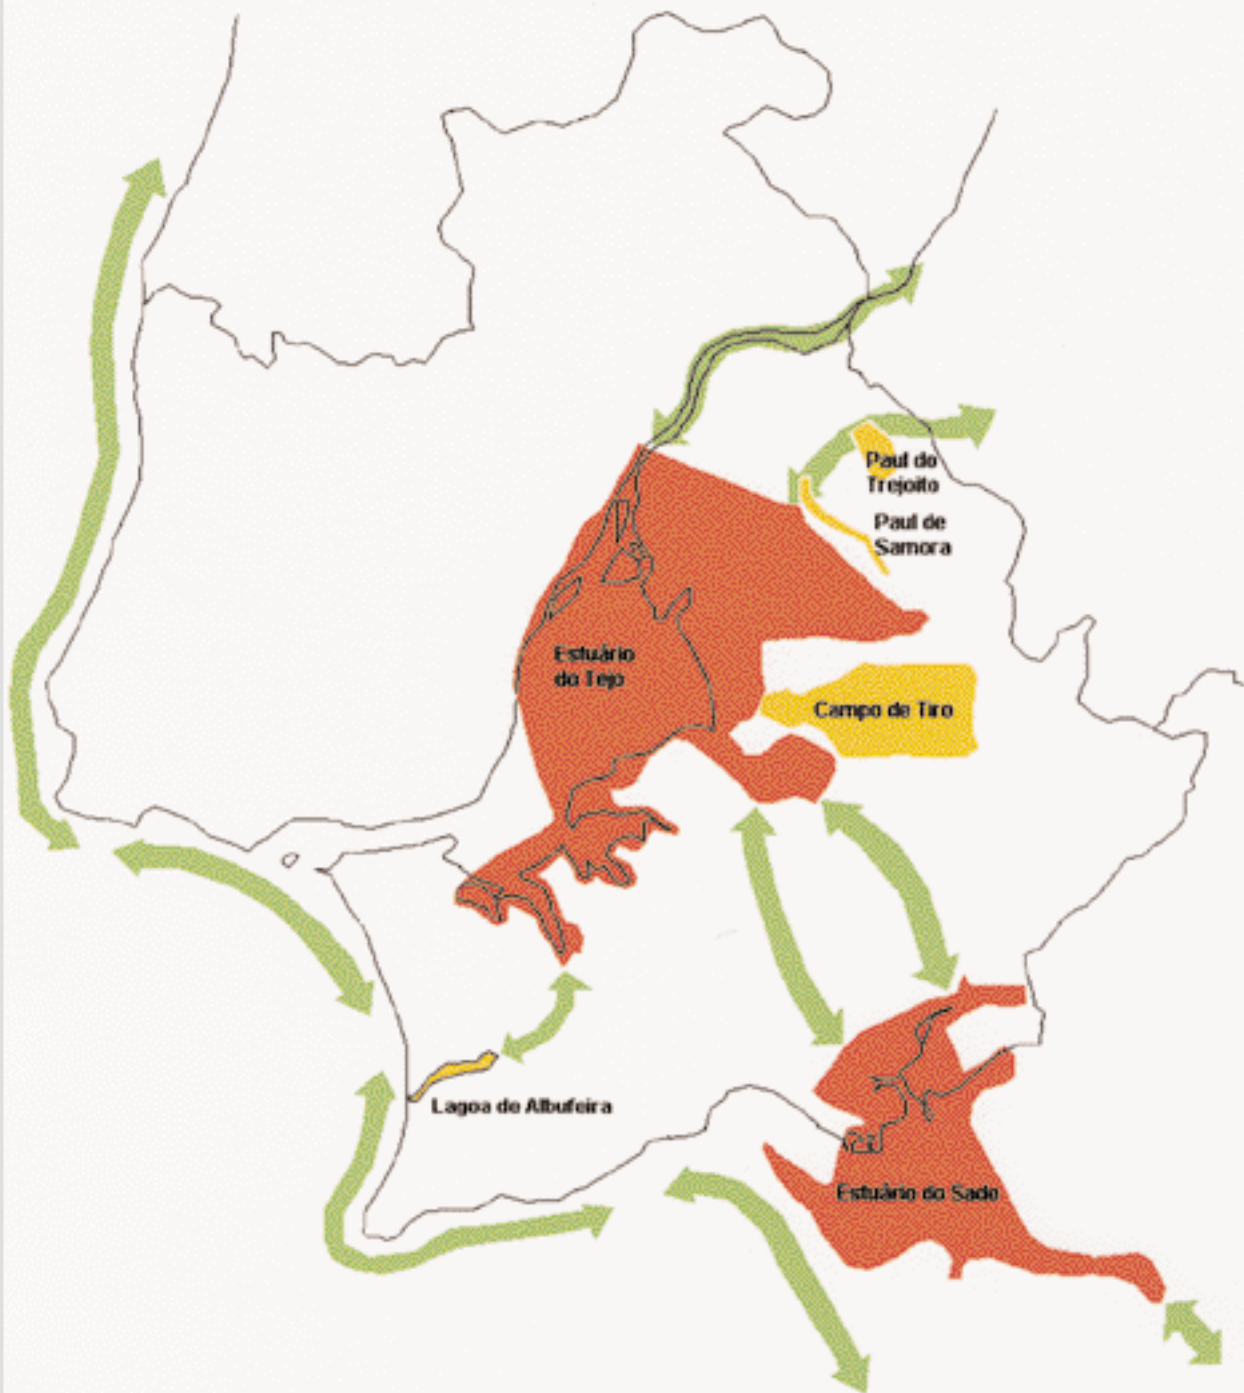 Paul do
Trejoito
Paul de
Samora
Estuário
do Tejo
Campo de Tiro
Lagoa de Albufeira
Estuário do Sado